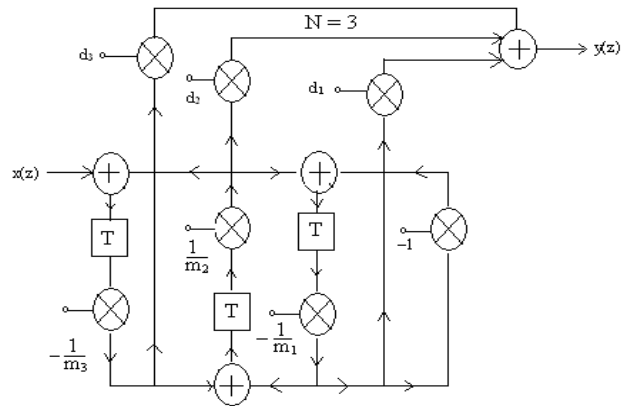 N = 3
d₃
y(z)
d₂
d₁
x(z)
T
1/m₂
T
-1
T
-1/m₃
-1/m₁